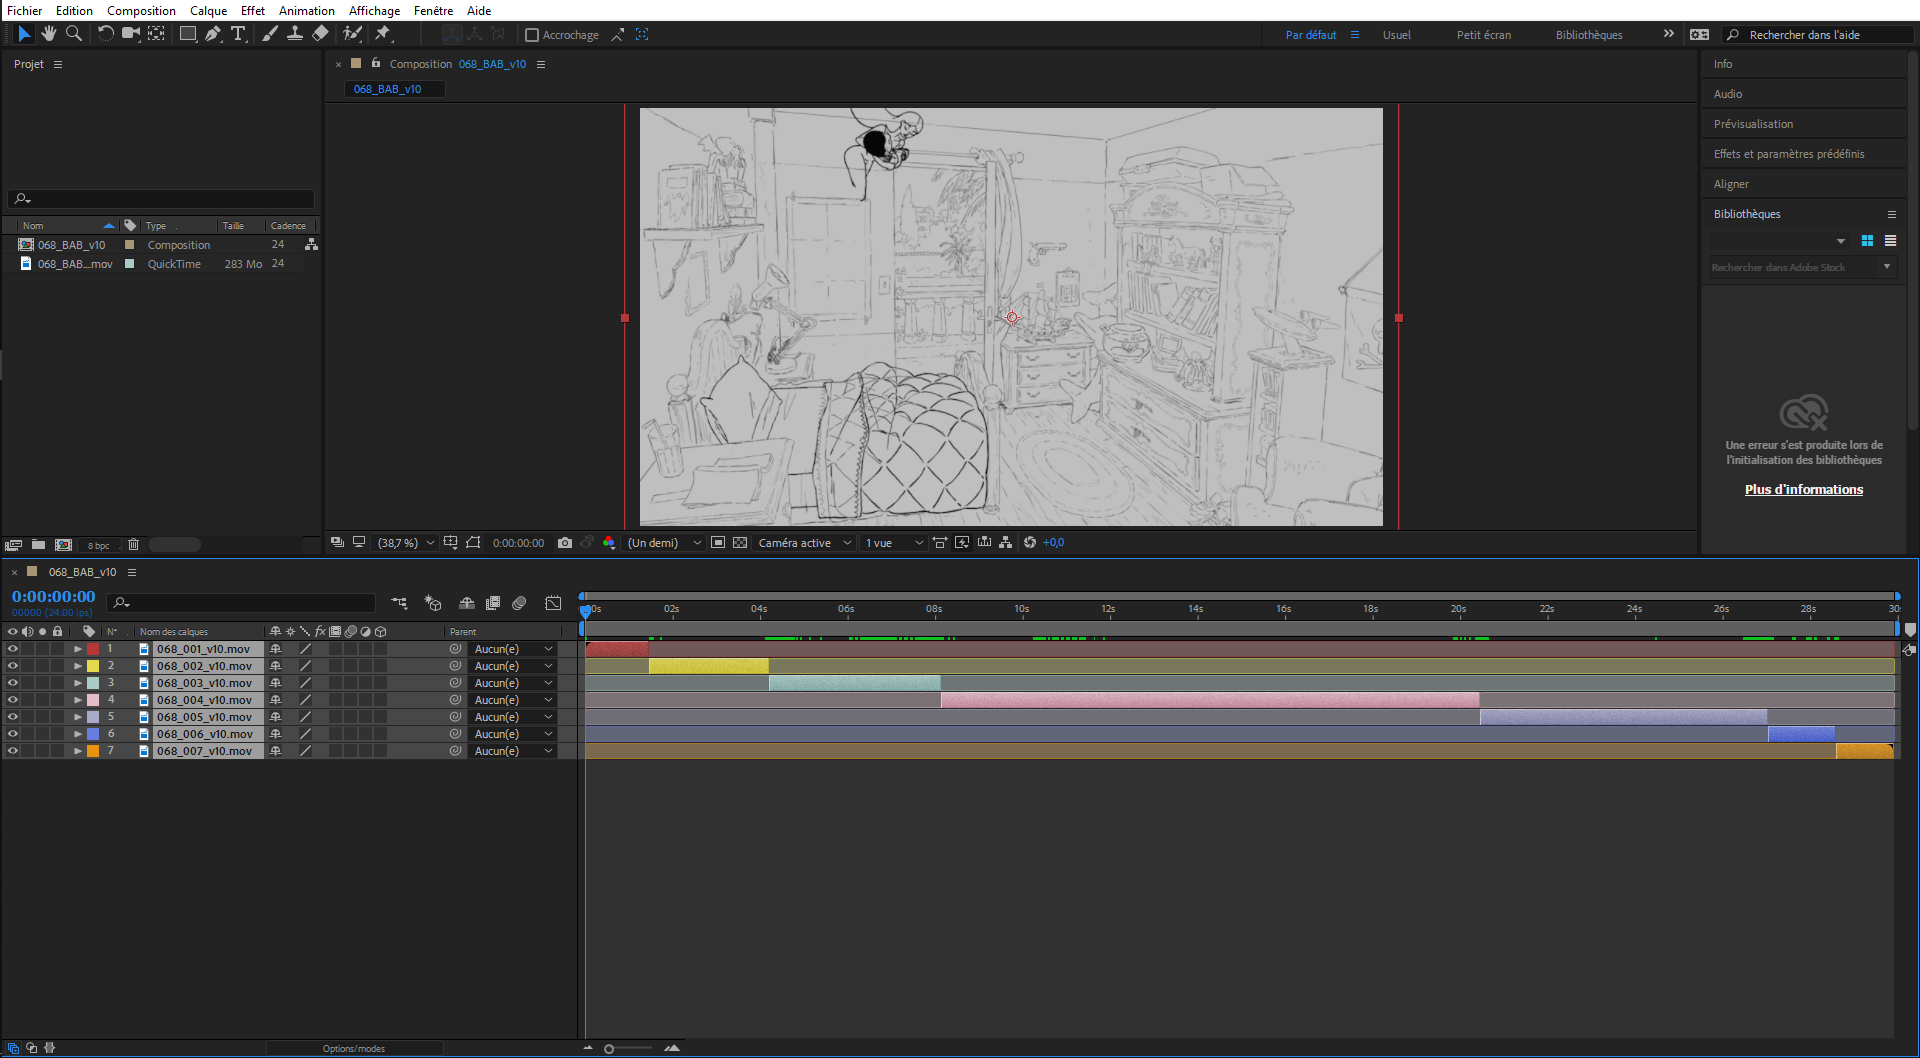 Fichier Edition Composition Calque Effet Animation Affichage Fenêtre Aide
Accrochage
Par défaut Usuel Petit écran Bibliothèques Rechercher dans l'aide
Projet
Composition 068_BAB_v10
068_BAB_v10
Nom Type Taille Cadence
068_BAB_v10 Composition 24
068_BAB_...mov QuickTime 283 Mo 24
8 bpc
(38,7 %) 0:00:00:00 (Un demi) Caméra active 1 vue +0,0
Info
Audio
Prévisualisation
Effets et paramètres prédéfinis
Aligner
Bibliothèques
Rechercher dans Adobe Stock
Une erreur s'est produite lors de
l'initialisation des bibliothèques
Plus d'informations
068_BAB_v10
0:00:00:00
00000 (24.00 ips)
00s 02s 04s 06s 08s 10s 12s 14s 16s 18s 20s 22s 24s 26s 28s 30s
N° Nom des calques fx Parent
1 068_001_v10.mov Aucun(e)
2 068_002_v10.mov Aucun(e)
3 068_003_v10.mov Aucun(e)
4 068_004_v10.mov Aucun(e)
5 068_005_v10.mov Aucun(e)
6 068_006_v10.mov Aucun(e)
7 068_007_v10.mov Aucun(e)
Options/modes